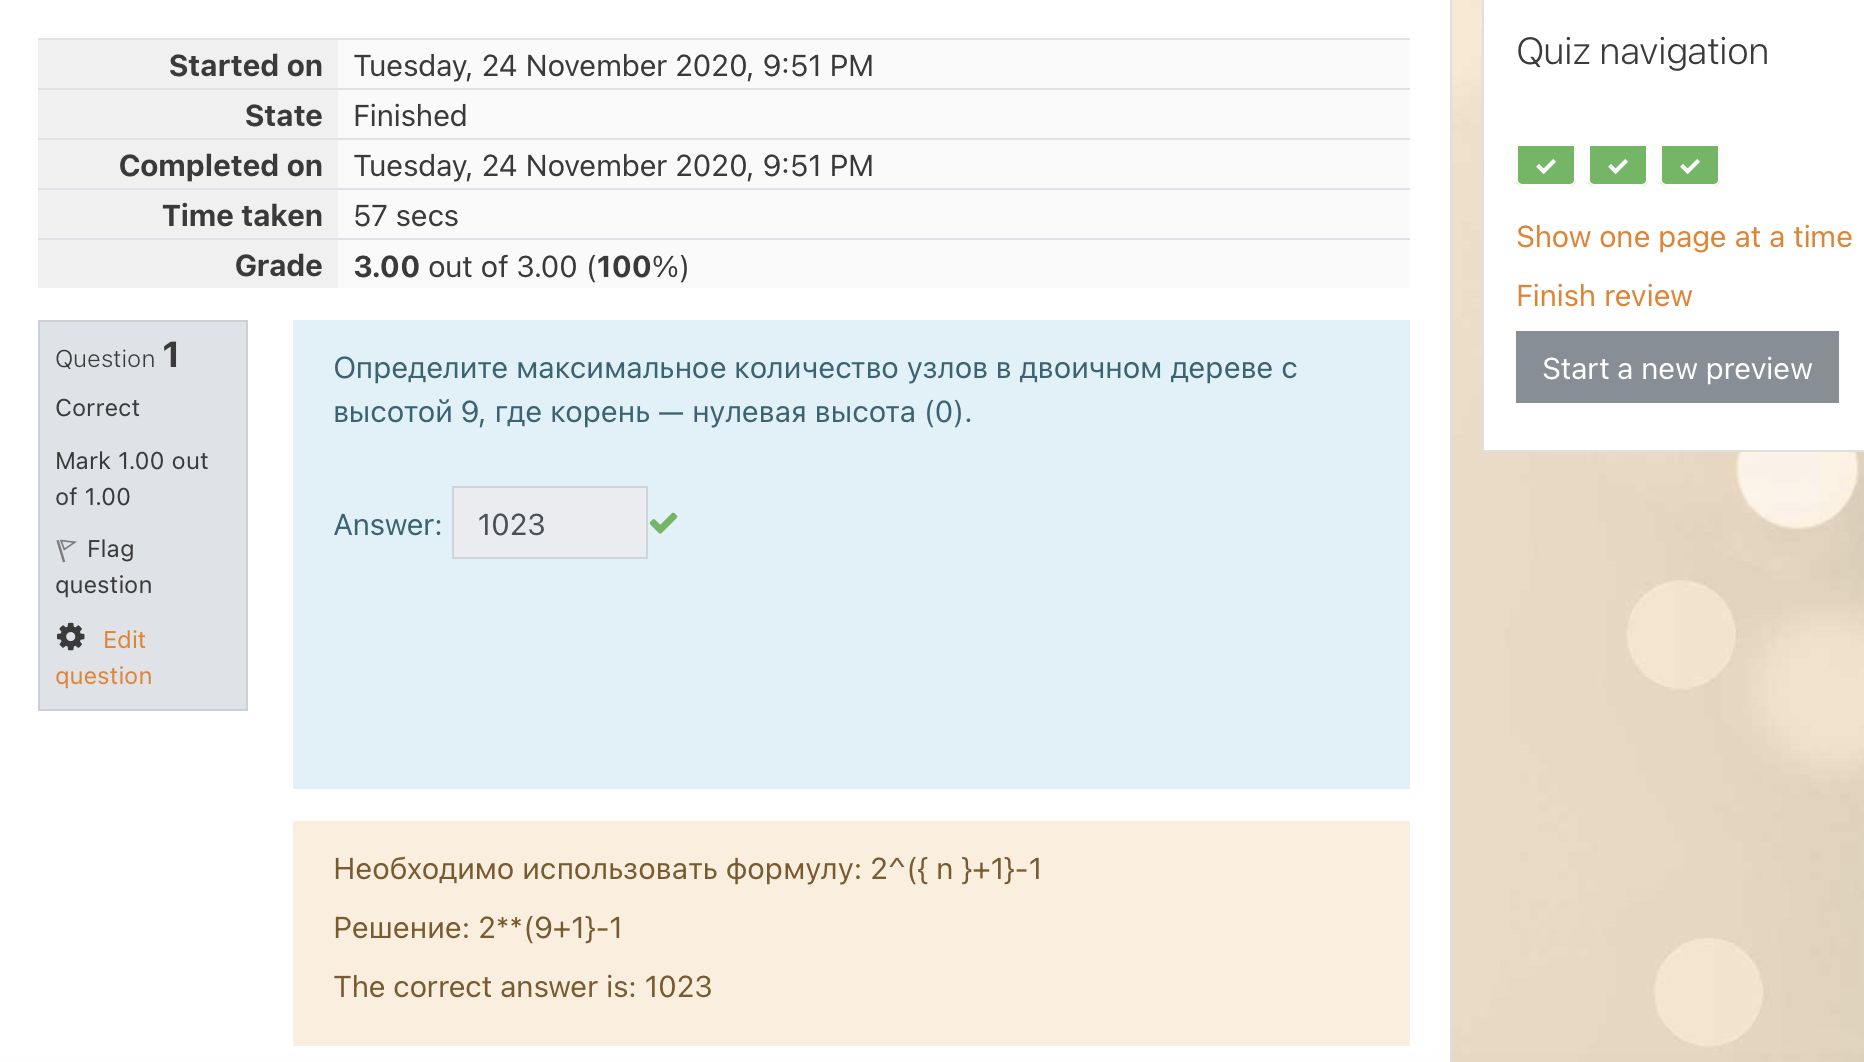 Started on Tuesday, 24 November 2020, 9:51 PM
State Finished
Completed on Tuesday, 24 November 2020, 9:51 PM
Time taken 57 secs
Grade 3.00 out of 3.00 (100%)
Question 1
Correct
Mark 1.00 out
of 1.00
Flag
question
Edit
question
Определите максимальное количество узлов в двоичном дереве с
высотой 9, где корень — нулевая высота (0).
Answer: 1023
Необходимо использовать формулу: 2^({ n }+1}-1
Решение: 2**(9+1}-1
The correct answer is: 1023
Quiz navigation
Show one page at a time
Finish review
Start a new preview